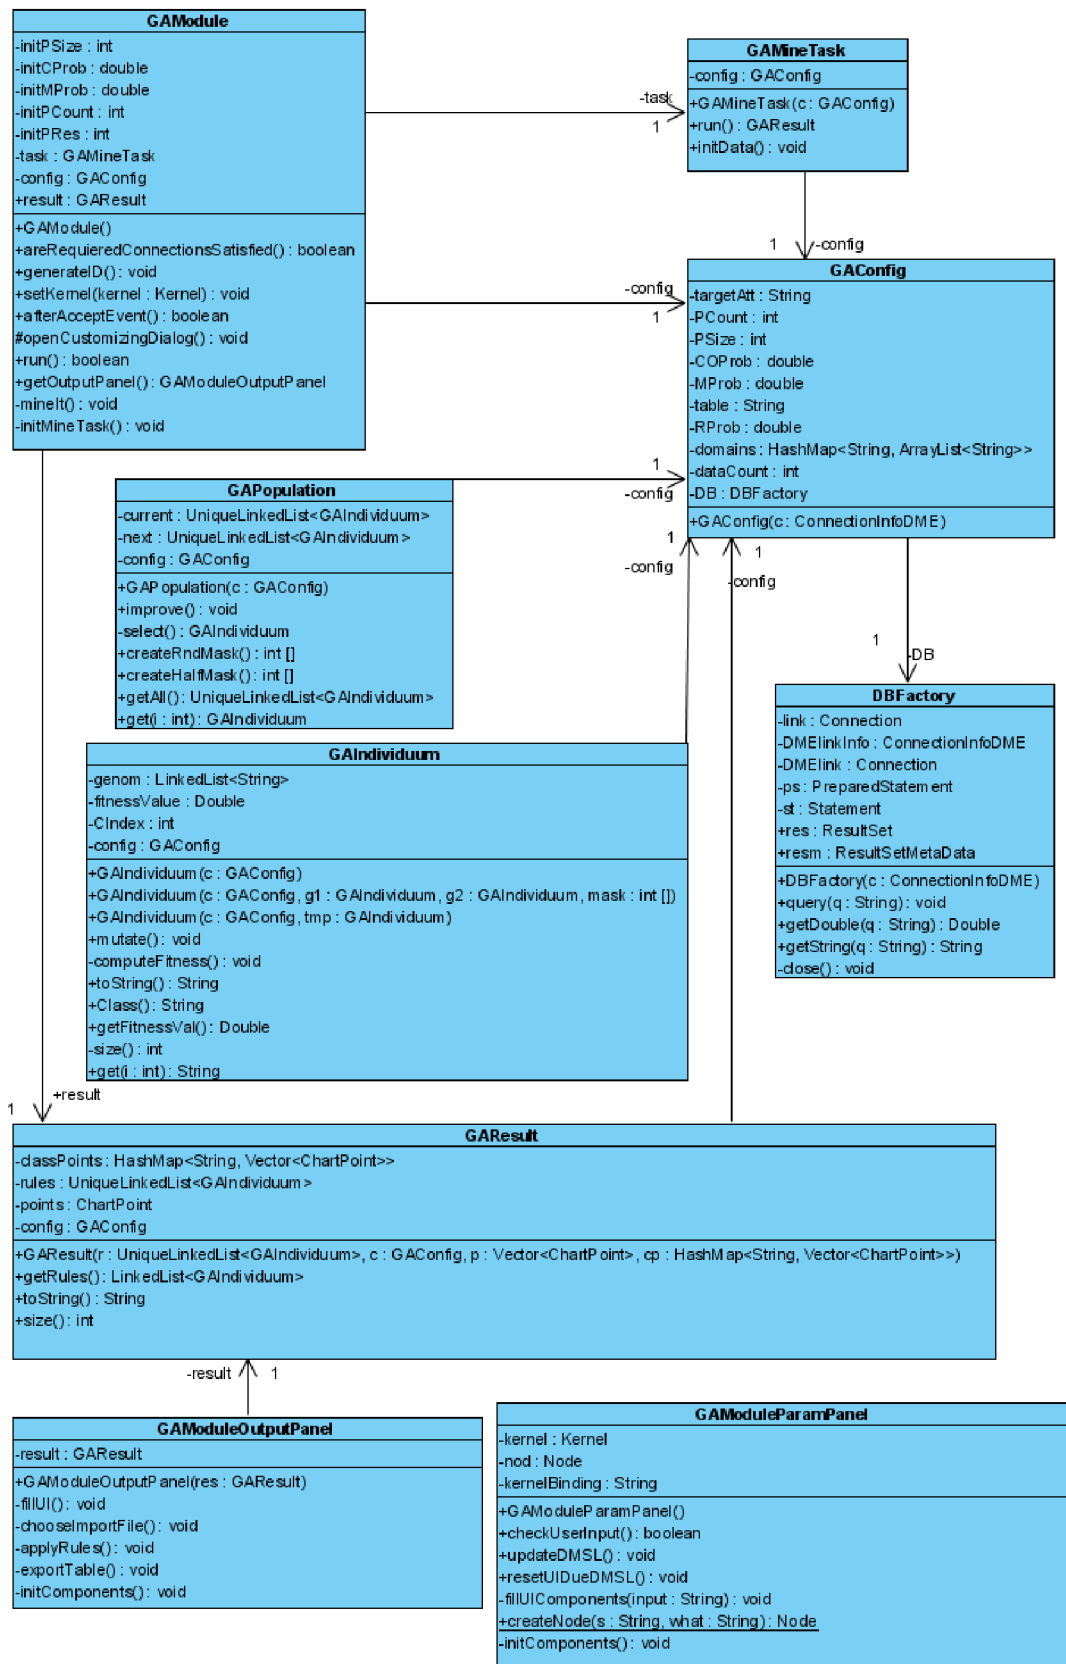 GAModule
-initPSize : int
-initCProb : double
-initMProb : double
-initPCount : int
-initPRes : int
-task : GAMineTask
-config : GAConfig
+result : GAResult
+GAModule()
+areRequieredConnectionsSatisfied() : boolean
+generateID() : void
+setKernel(kernel : Kernel) : void
+afterAcceptEvent() : boolean
#openCustomizingDialog() : void
+run() : boolean
+getOutputPanel() : GAModuleOutputPanel
-mineIt() : void
-initMineTask() : void
-task
1
GAMineTask
-config : GAConfig
+GAMineTask(c : GAConfig)
+run() : GAResult
+initData() : void
1
-config
-config
1
GAConfig
-targetAtt : String
-PCount : int
-PSize : int
-COProb : double
-MProb : double
-table : String
-RProb : double
-domains : HashMap<String, ArrayList<String>>
-dataCount : int
-DB : DBFactory
+GAConfig(c : ConnectionInfoDME)
1
-config
GAPopulation
-current : UniqueLinkedList<GAIndividuum>
-next : UniqueLinkedList<GAIndividuum>
-config : GAConfig
+GAPopulation(c : GAConfig)
+improve() : void
-select() : GAIndividuum
+createRndMask() : int []
+createHalfMask() : int []
+getAll() : UniqueLinkedList<GAIndividuum>
+get(i : int) : GAIndividuum
1
-config
1
-config
1
-DB
DBFactory
-link : Connection
-DMElinkInfo : ConnectionInfoDME
-DMElink : Connection
-ps : PreparedStatement
-st : Statement
+res : ResultSet
+resm : ResultSetMetaData
+DBFactory(c : ConnectionInfoDME)
+query(q : String) : void
+getDouble(q : String) : Double
+getString(q : String) : String
-close() : void
GAIndividuum
-genom : LinkedList<String>
-fitnessValue : Double
-CIndex : int
-config : GAConfig
+GAIndividuum(c : GAConfig)
+GAIndividuum(c : GAConfig, g1 : GAIndividuum, g2 : GAIndividuum, mask : int [])
+GAIndividuum(c : GAConfig, tmp : GAIndividuum)
+mutate() : void
-computeFitness() : void
+toString() : String
+Class() : String
+getFitnessVal() : Double
-size() : int
+get(i : int) : String
+result
1
GAResult
-classPoints : HashMap<String, Vector<ChartPoint>>
-rules : UniqueLinkedList<GAIndividuum>
-points : ChartPoint
-config : GAConfig
+GAResult(r : UniqueLinkedList<GAIndividuum>, c : GAConfig, p : Vector<ChartPoint>, cp : HashMap<String, Vector<ChartPoint>>)
+getRules() : LinkedList<GAIndividuum>
+toString() : String
+size() : int
-result
1
GAModuleOutputPanel
-result : GAResult
+GAModuleOutputPanel(res : GAResult)
-fillUI() : void
-chooseImportFile() : void
-applyRules() : void
-exportTable() : void
-initComponents() : void
GAModuleParamPanel
-kernel : Kernel
-nod : Node
-kernelBinding : String
+GAModuleParamPanel()
+checkUserInput() : boolean
+updateDMSL() : void
+resetUIDueDMSL() : void
-fillUIComponents(input : String) : void
+createNode(s : String, what : String) : Node
-initComponents() : void